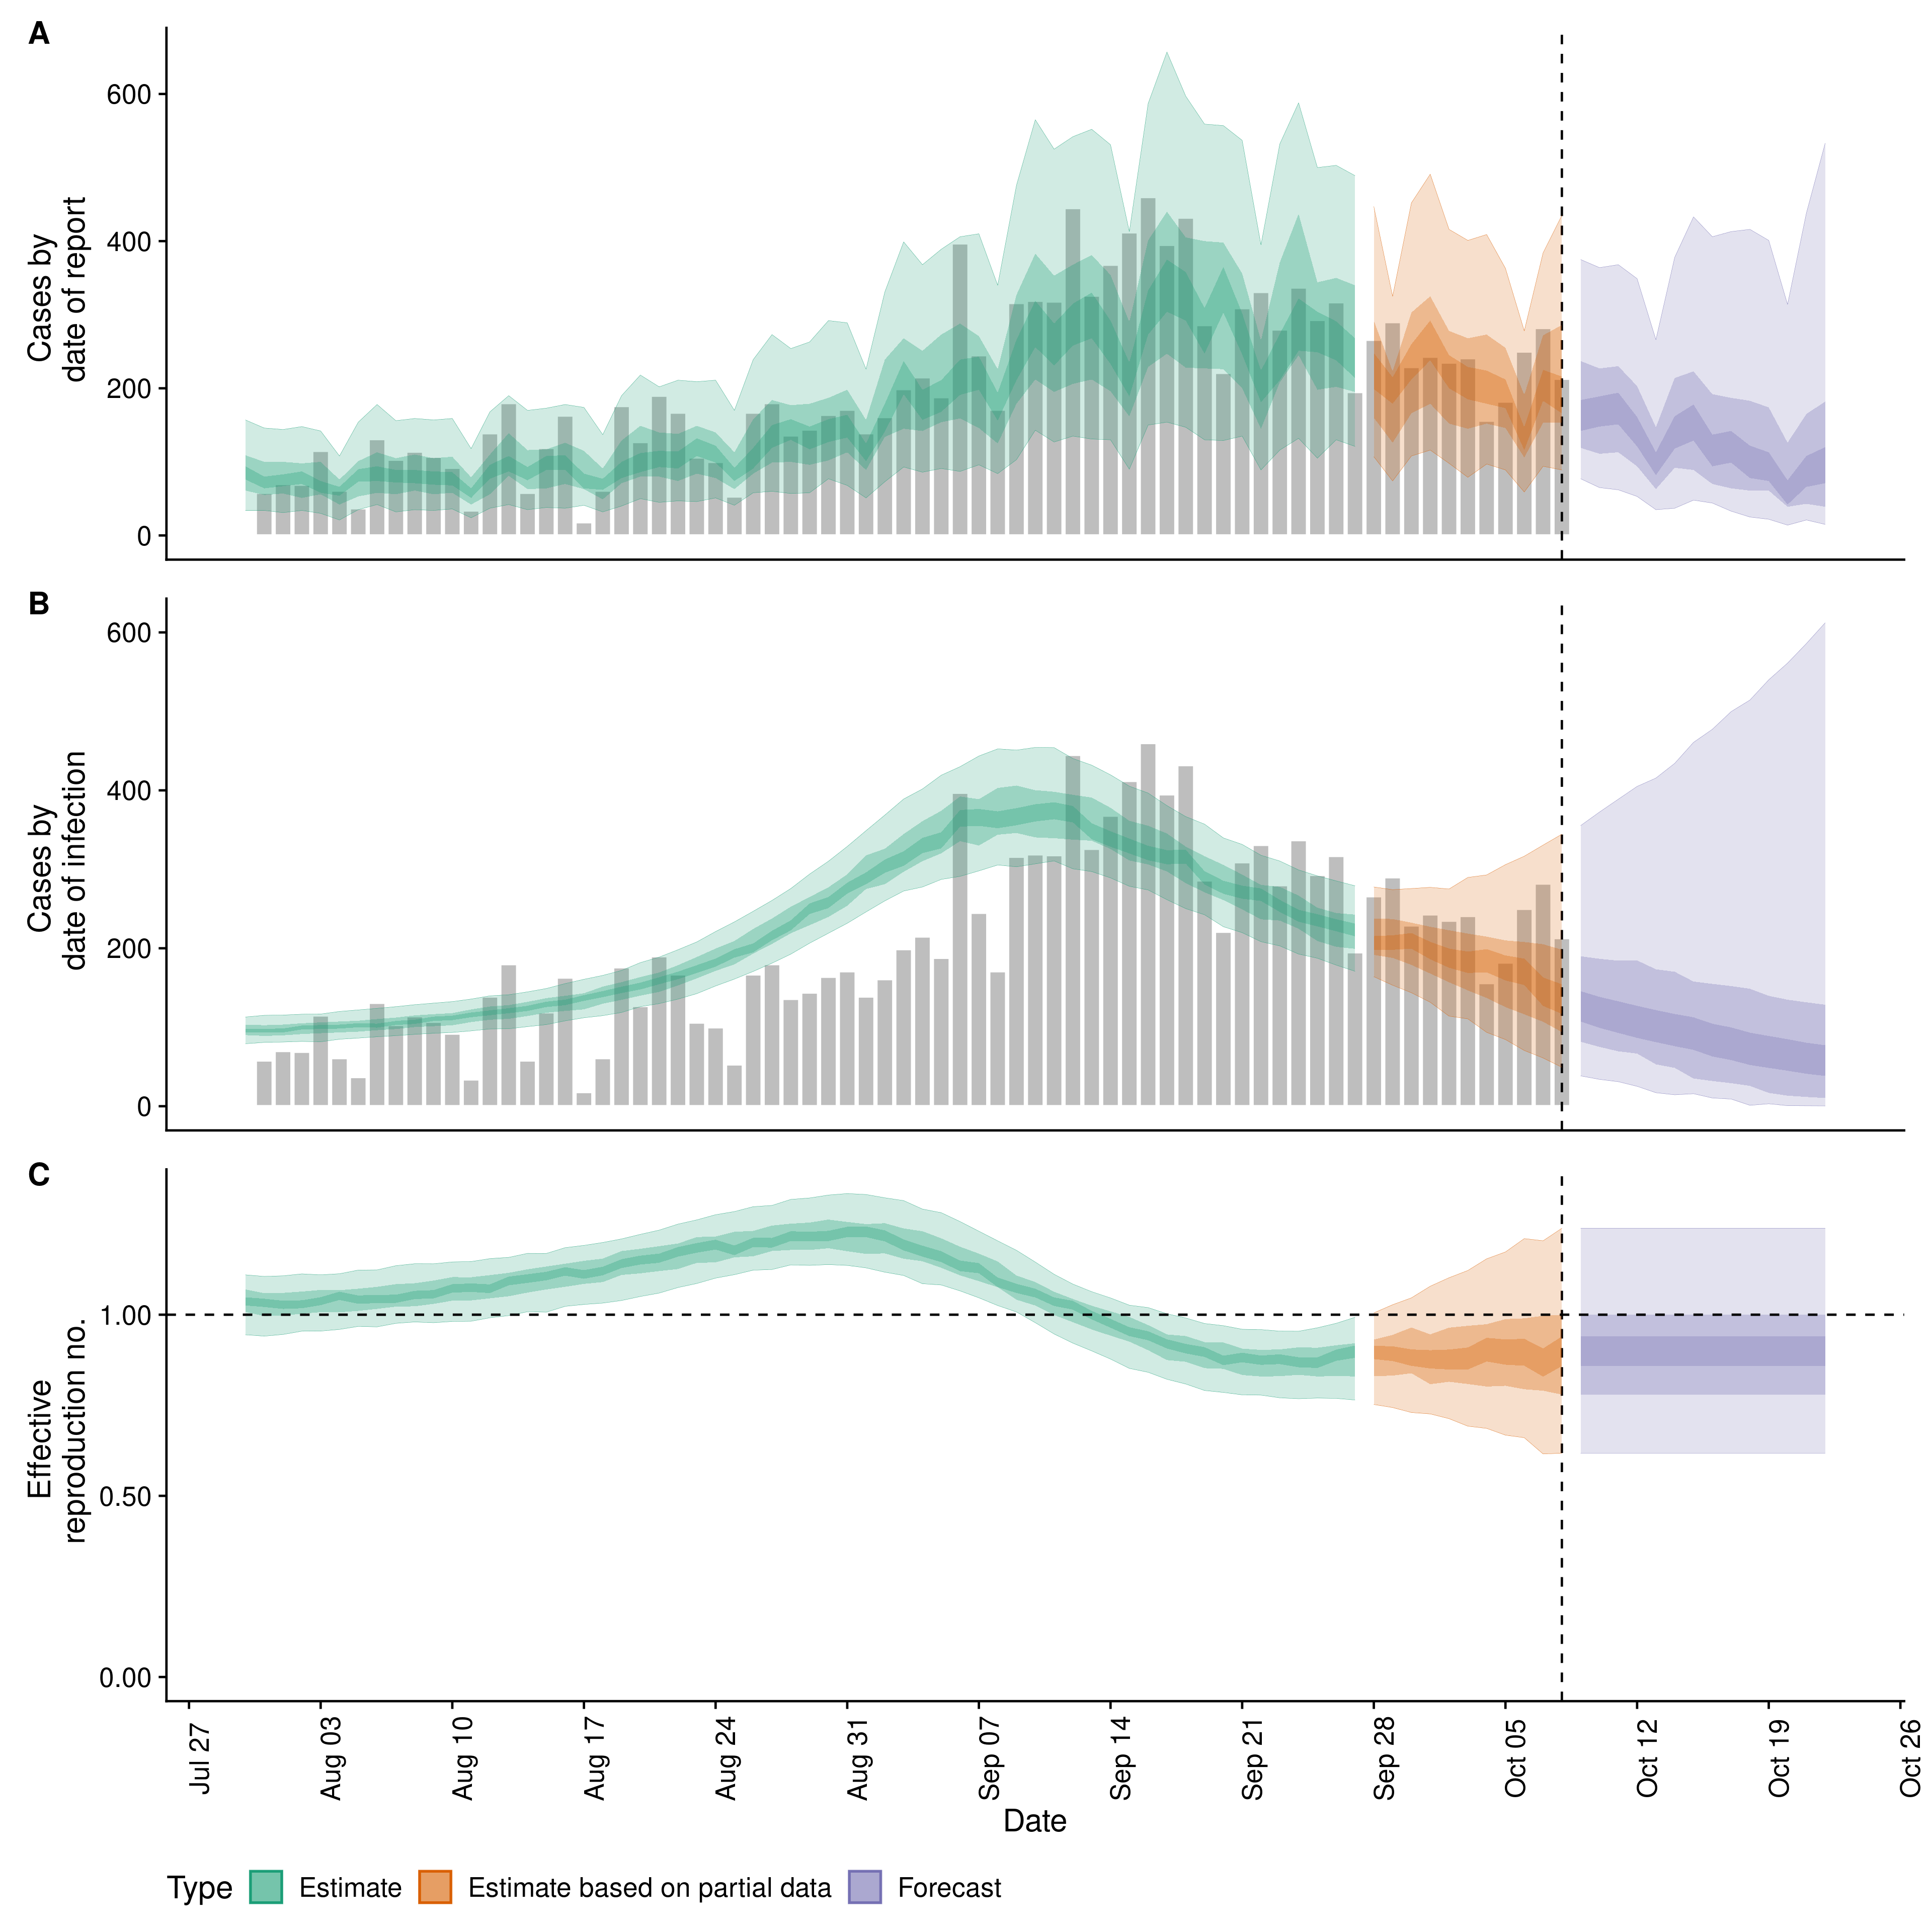 A
600
400
200
0
Cases by
date of report
B
600
400
200
0
Cases by
date of infection
C
1.00
0.50
0.00
Effective
reproduction no.
Jul 27
Aug 03
Aug 10
Aug 17
Aug 24
Aug 31
Sep 07
Sep 14
Sep 21
Sep 28
Oct 05
Oct 12
Oct 19
Oct 26
Date
Type Estimate Estimate based on partial data Forecast